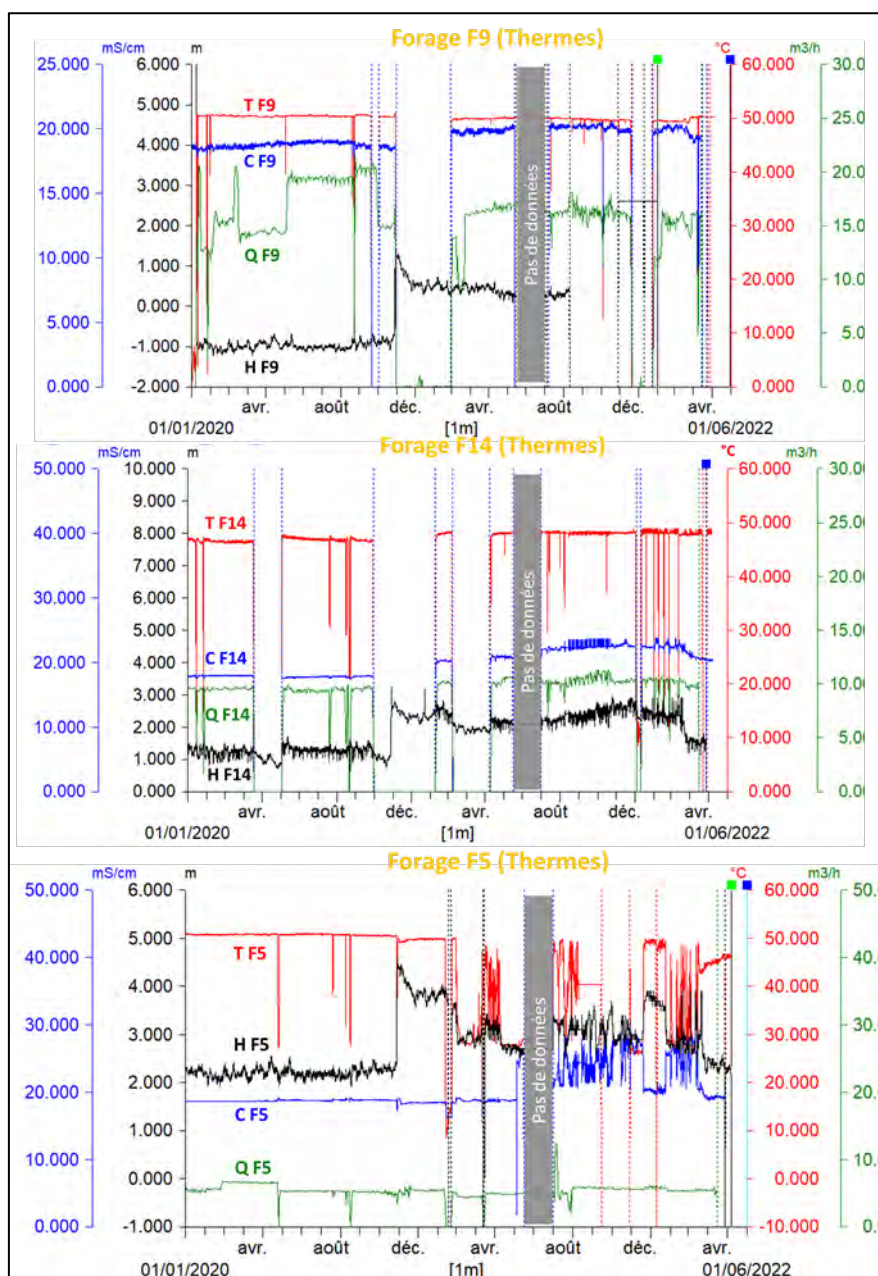 Forage F9 (Thermes)
mS/cm m °C m3/h
25.000 6.000 60.000 30.0
5.000 25.0
20.000 4.000 50.000
3.000 40.000 20.0
15.000 2.000 30.000 15.0
10.000 1.000
0.000 20.000 10.0
5.000 -1.000 10.000 5.0
0.000 -2.000 0.000 0.0
T F9
C F9
Q F9
H F9
Pas de données
avr. août déc. avr. août déc. avr.
01/01/2020 [1m] 01/06/2022
Forage F14 (Thermes)
mS/cm m °C m3/h
50.000 10.000 60.000 30.00
9.000 50.000 25.00
40.000 8.000
7.000 40.000 20.00
30.000 6.000
5.000 30.000 15.00
20.000 4.000
3.000 20.000 10.00
10.000 2.000 10.000 5.00
1.000
0.000 0.000 0.000 0.00
T F14
C F14
Q F14
H F14
Pas de données
avr. août déc. avr. août déc. avr.
01/01/2020 [1m] 01/06/2022
Forage F5 (Thermes)
mS/cm m °C m3/h
50.000 6.000 60.000 50.0
5.000 50.000
40.000 4.000 40.000 40.0
30.000 3.000 30.000 30.0
2.000 20.000
20.000 1.000 10.000 20.0
10.000 0.000 0.000 10.0
0.000 -1.000 -10.000 0.0
T F5
H F5
C F5
Q F5
Pas de données
avr. août déc. avr. août déc. avr.
01/01/2020 [1m] 01/06/2022